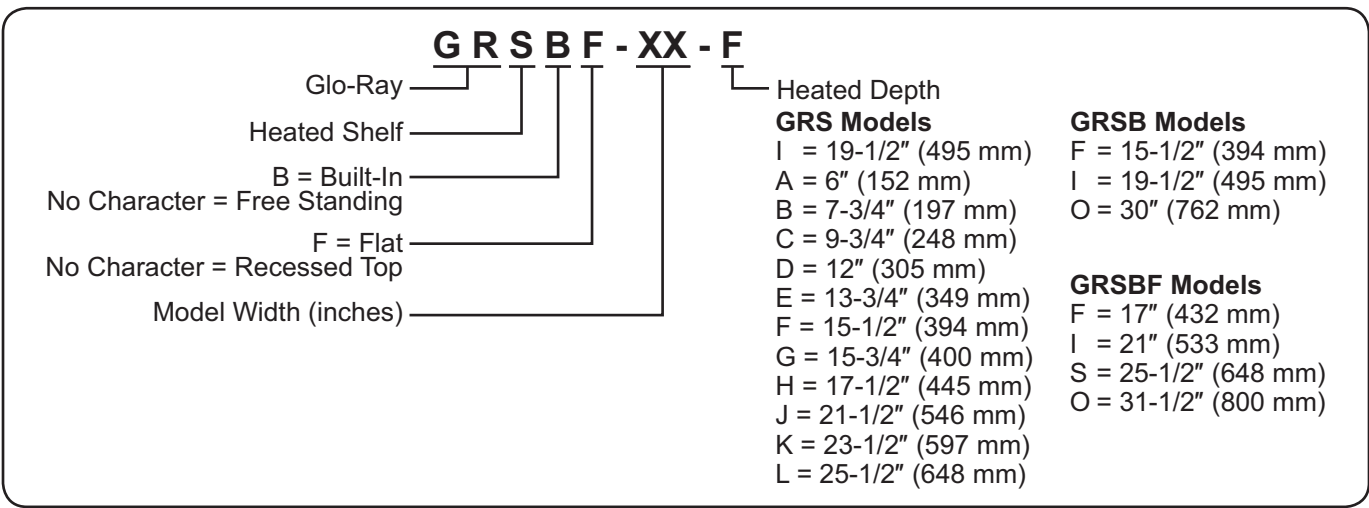 G R S B F - XX - F
Glo-Ray
Heated Shelf
B = Built-In
No Character = Free Standing
F = Flat
No Character = Recessed Top
Model Width (inches)
Heated Depth
GRS Models
I = 19-1/2″ (495 mm)
A = 6″ (152 mm)
B = 7-3/4″ (197 mm)
C = 9-3/4″ (248 mm)
D = 12″ (305 mm)
E = 13-3/4″ (349 mm)
F = 15-1/2″ (394 mm)
G = 15-3/4″ (400 mm)
H = 17-1/2″ (445 mm)
J = 21-1/2″ (546 mm)
K = 23-1/2″ (597 mm)
L = 25-1/2″ (648 mm)
GRSB Models
F = 15-1/2″ (394 mm)
I = 19-1/2″ (495 mm)
O = 30″ (762 mm)
GRSBF Models
F = 17″ (432 mm)
I = 21″ (533 mm)
S = 25-1/2″ (648 mm)
O = 31-1/2″ (800 mm)